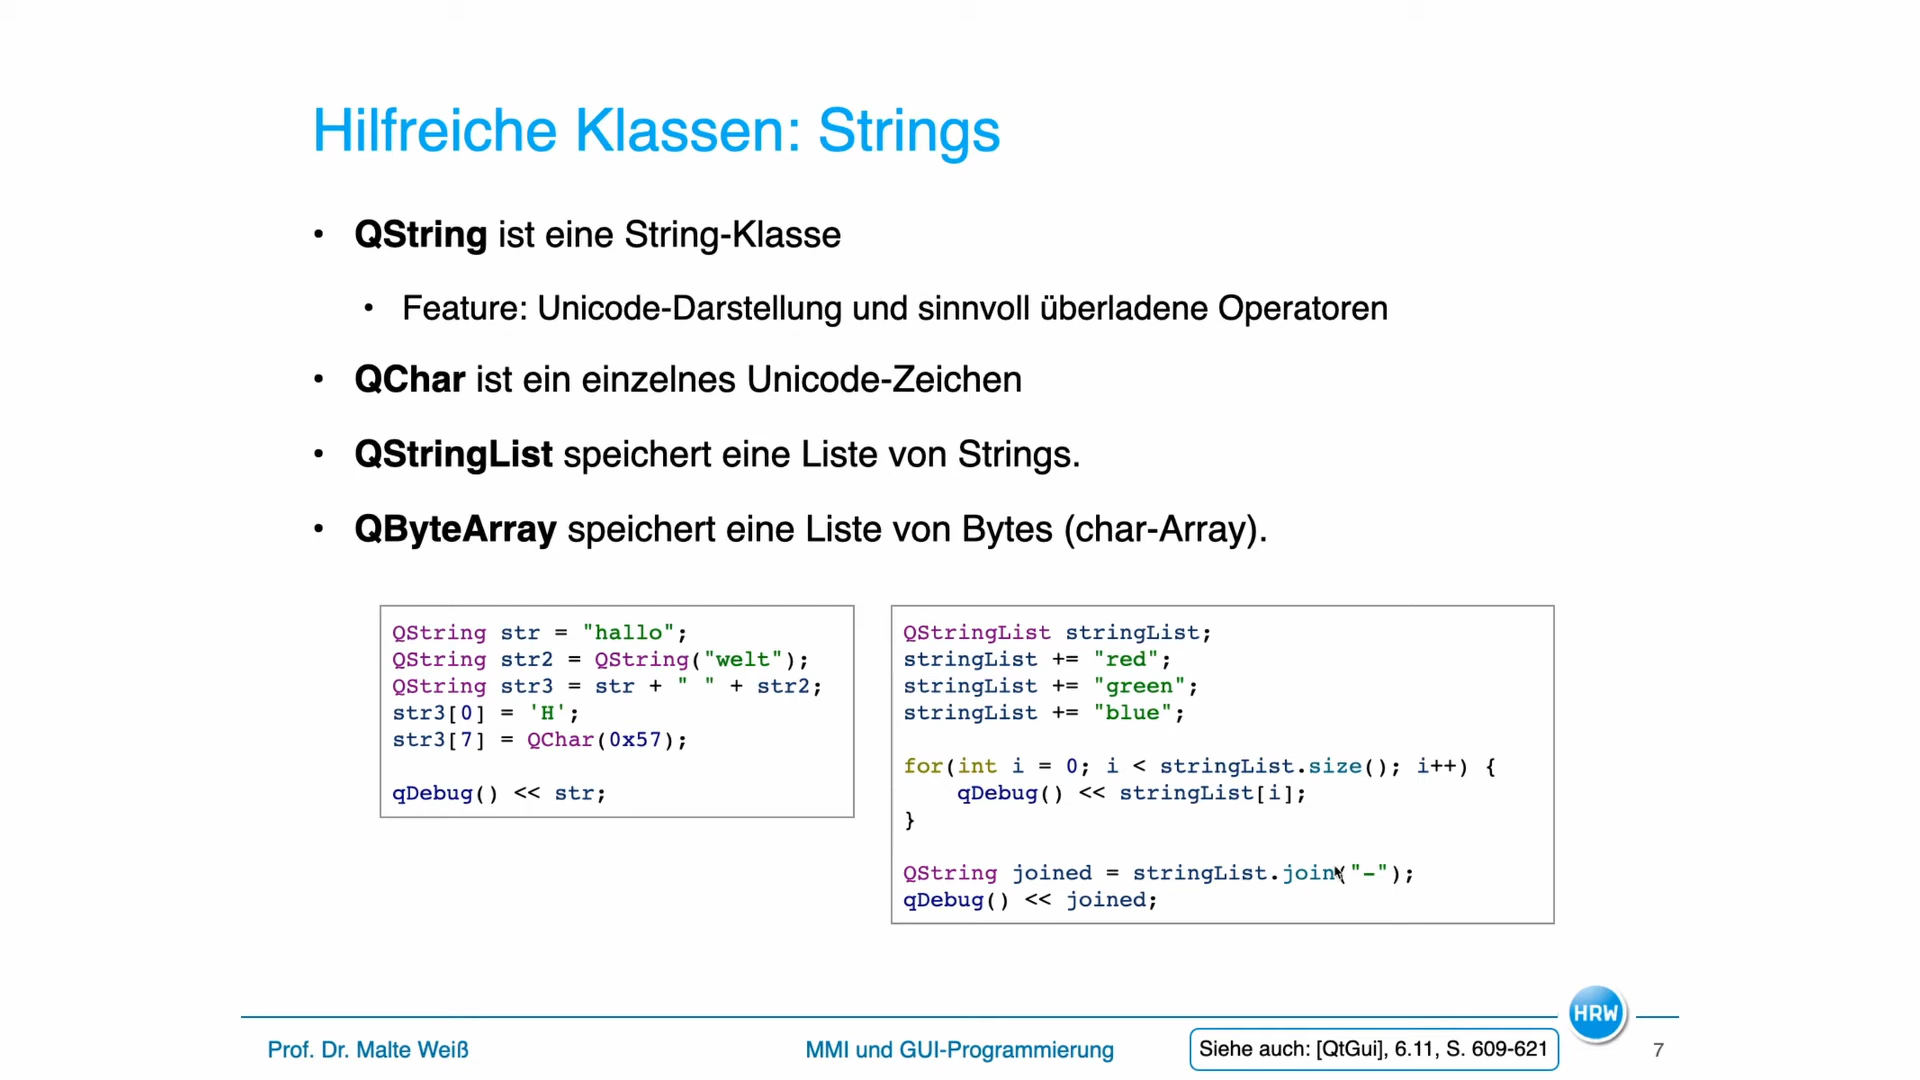 Hilfreiche Klassen: Strings
• QString ist eine String-Klasse
• Feature: Unicode-Darstellung und sinnvoll überladene Operatoren
• QChar ist ein einzelnes Unicode-Zeichen
• QStringList speichert eine Liste von Strings.
• QByteArray speichert eine Liste von Bytes (char-Array).
QString str = "hallo";
QString str2 = QString("welt");
QString str3 = str + " " + str2;
str3[0] = 'H';
str3[7] = QChar(0x57);
qDebug() << str;
QStringList stringList;
stringList += "red";
stringList += "green";
stringList += "blue";
for(int i = 0; i < stringList.size(); i++) {
    qDebug() << stringList[i];
}
QString joined = stringList.join("-");
qDebug() << joined;
HRW
Prof. Dr. Malte Weiß
MMI und GUI-Programmierung
Siehe auch: [QtGui], 6.11, S. 609-621
7